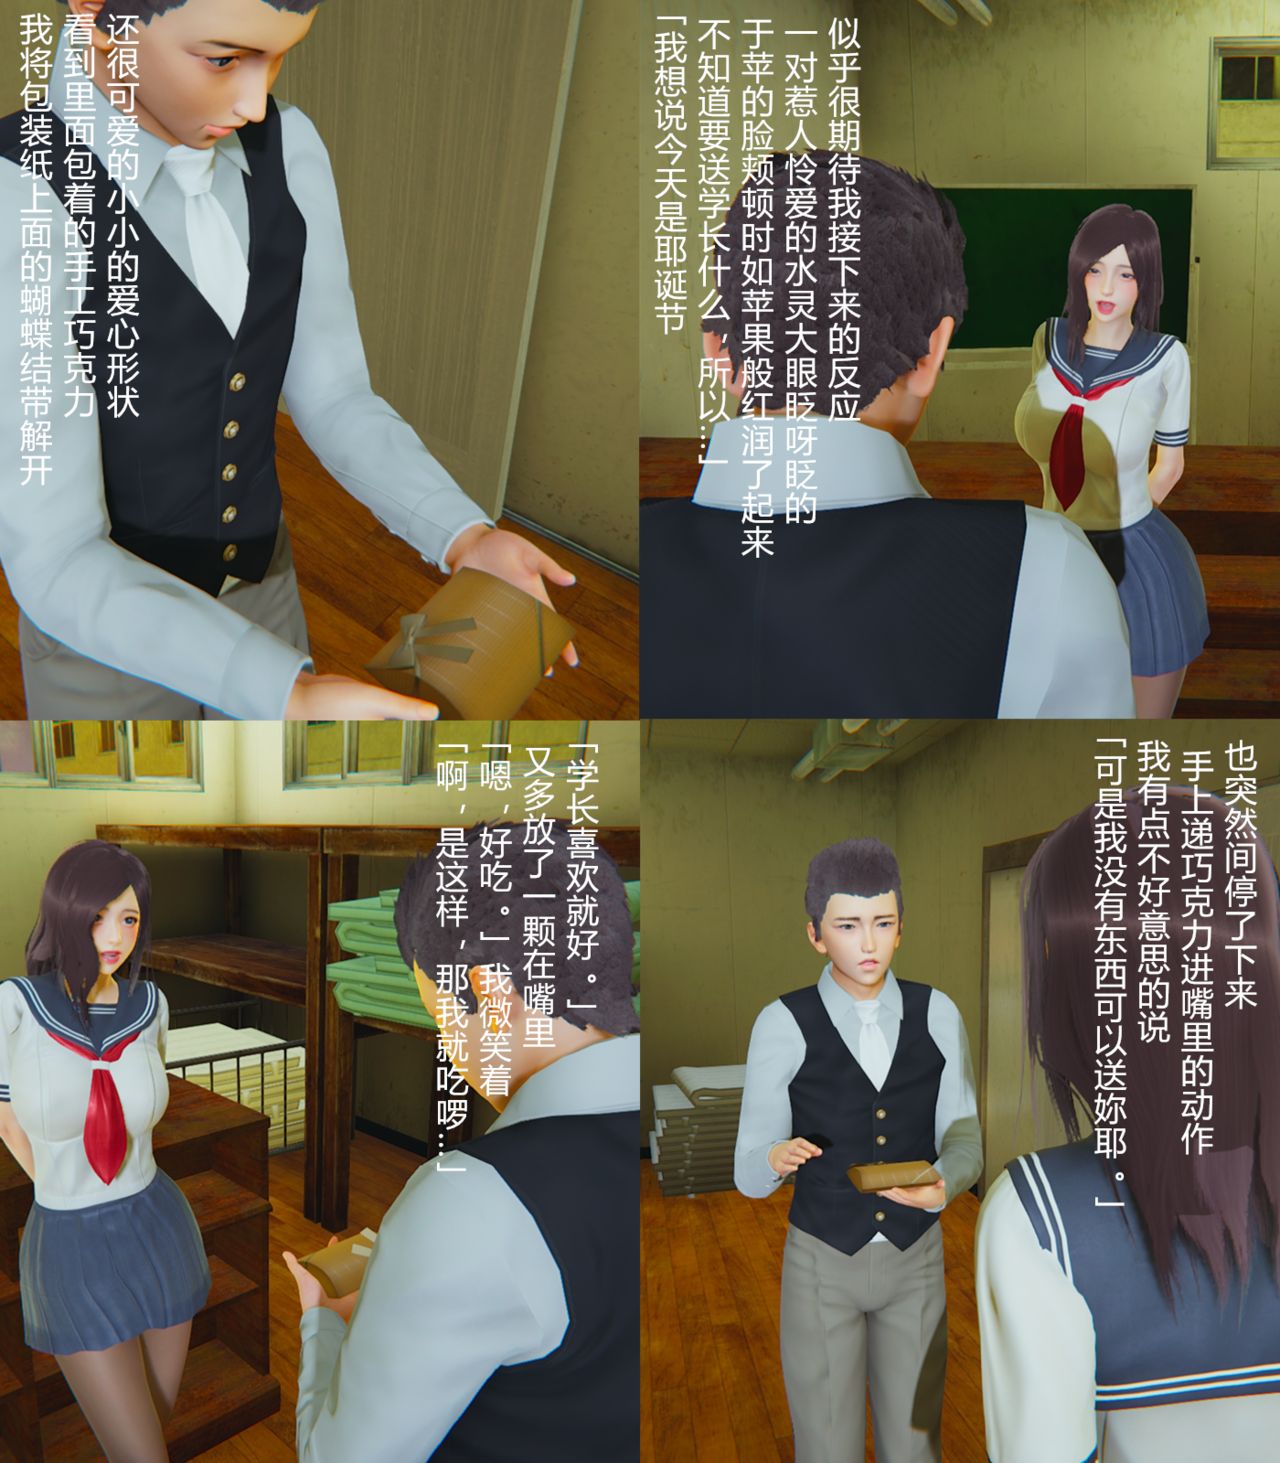 我将包装纸上面的蝴蝶结带解开
看到里面包着的手工巧克力
还很可爱的小小的爱心形状
「我想说今天是耶诞节
不知道要送学长什么，所以…」
于苹的脸颊顿时如苹果般红润了起来
一对惹人怜爱的水灵大眼眨呀眨的
似乎很期待我接下来的反应
「啊，是这样，那我就吃啰…」
「嗯，好吃。」我微笑着
又多放了一颗在嘴里
「学长喜欢就好。」
「可是我没有东西可以送妳耶。」
我有点不好意思的说
手上递巧克力进嘴里的动作
也突然间停了下来